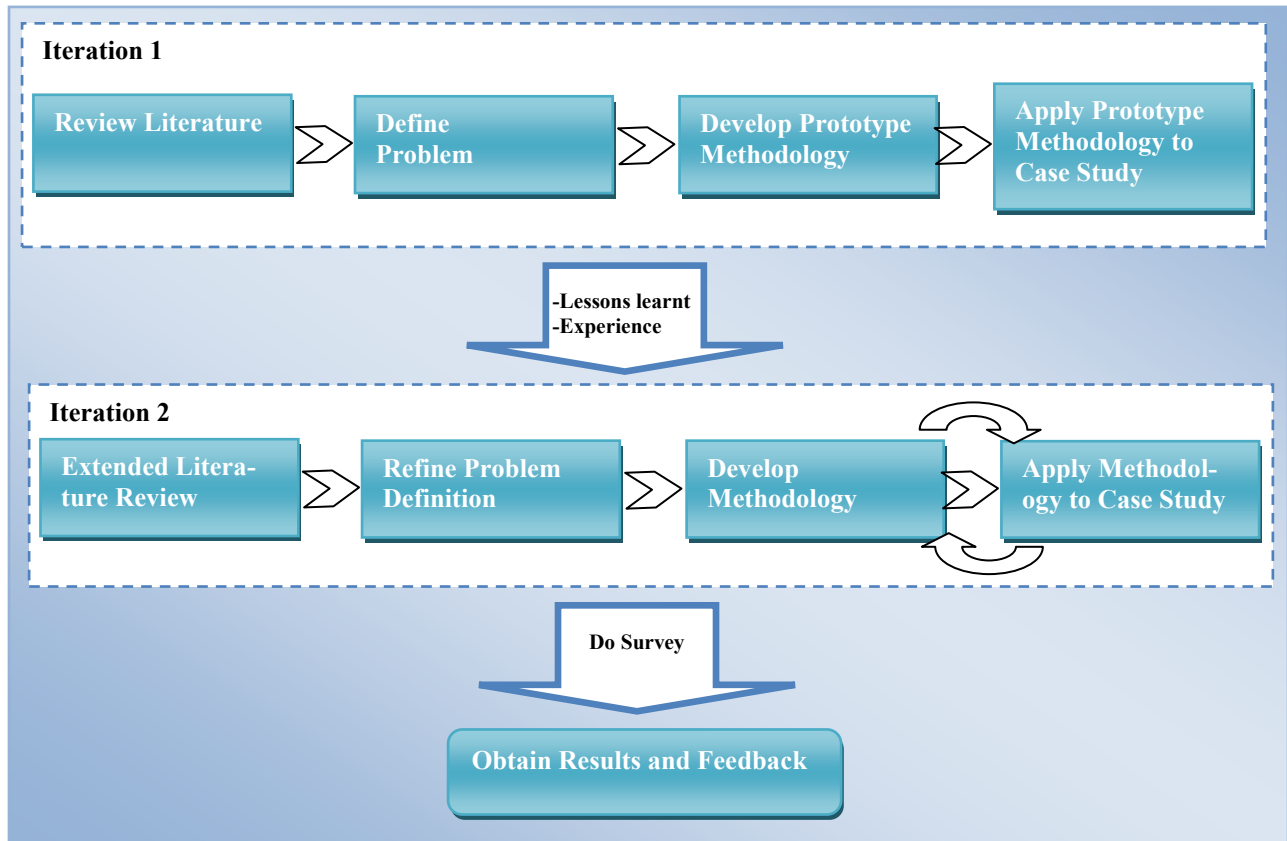 Iteration 1
Review Literature
Define
Problem
Develop Prototype
Methodology
Apply Prototype
Methodology to
Case Study
-Lessons learnt
-Experience
Iteration 2
Extended Litera-
ture Review
Refine Problem
Definition
Develop
Methodology
Apply Methodol-
ogy to Case Study
Do Survey
Obtain Results and Feedback